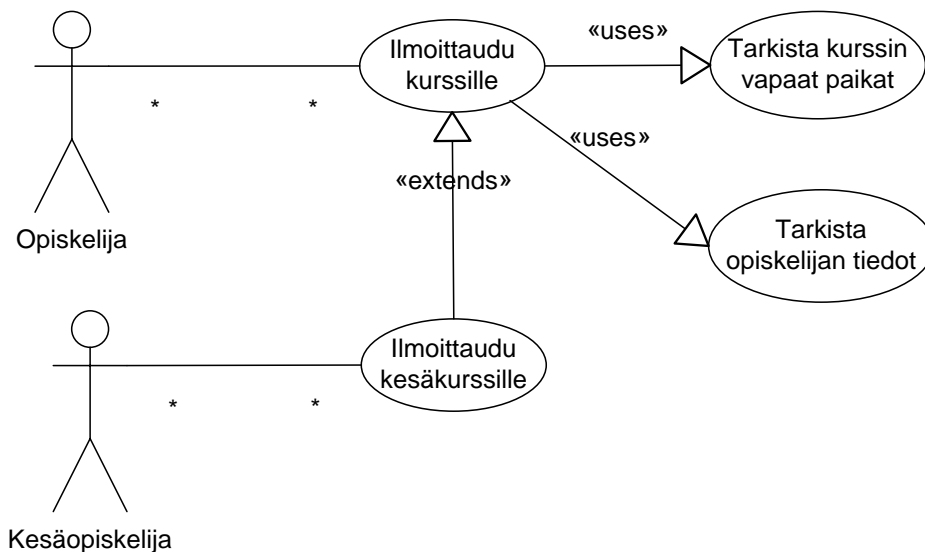 Ilmoittaudu
kurssille
«uses»
Tarkista kurssin
vapaat paikat
* *
«uses»
«extends»
Opiskelija
Tarkista
opiskelijan tiedot
Ilmoittaudu
kesäkurssille
* *
Kesäopiskelija